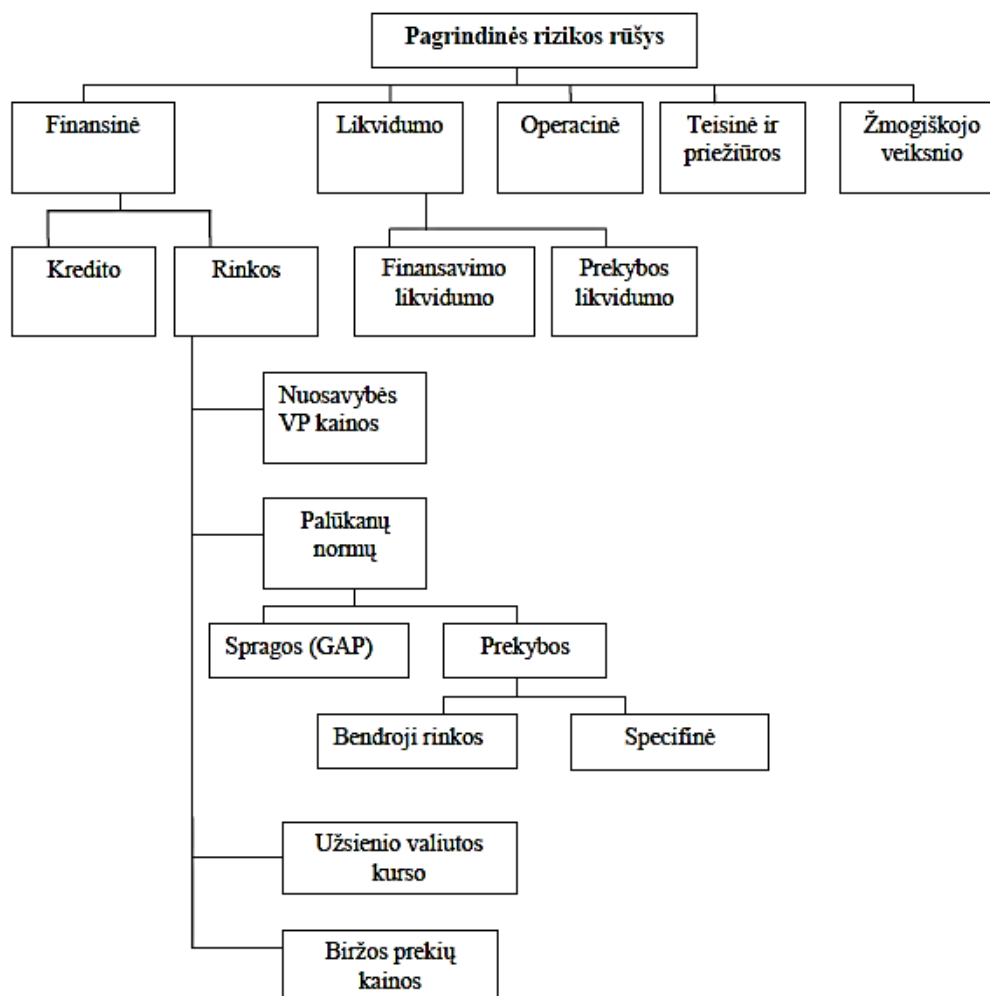 Pagrindinės rizikos rūšys
Finansinė
Likvidumo
Operacinė
Teisinė ir
priežiūros
Žmogiškojo
veiksnio
Kredito
Rinkos
Finansavimo
likvidumo
Prekybos
likvidumo
Nuosavybės
VP kainos
Palūkanų
normų
Spragos (GAP)
Prekybos
Bendroji rinkos
Specifinė
Užsienio valiutos
kurso
Biržos prekių
kainos